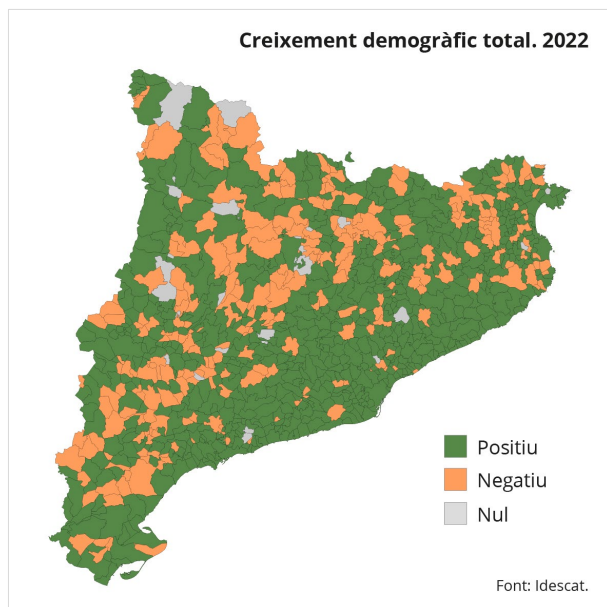 Creixement demogràfic total. 2022
Positiu
Negatiu
Nul
Font: Idescat.